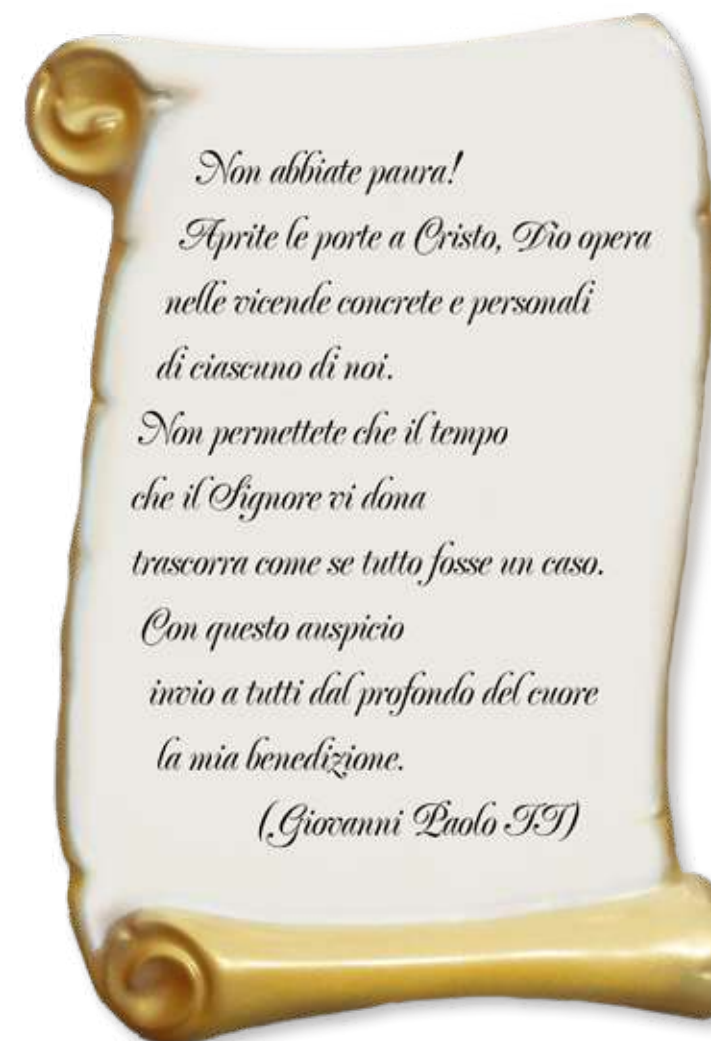 Non abbiate paura!
Aprite le porte a Cristo, Dio opera
nelle vicende concrete e personali
di ciascuno di noi.
Non permettete che il tempo
che il Signore vi dona
trascorra come se tutto fosse un caso.
Con questo auspicio
invio a tutti dal profondo del cuore
la mia benedizione.
(Giovanni Paolo II)